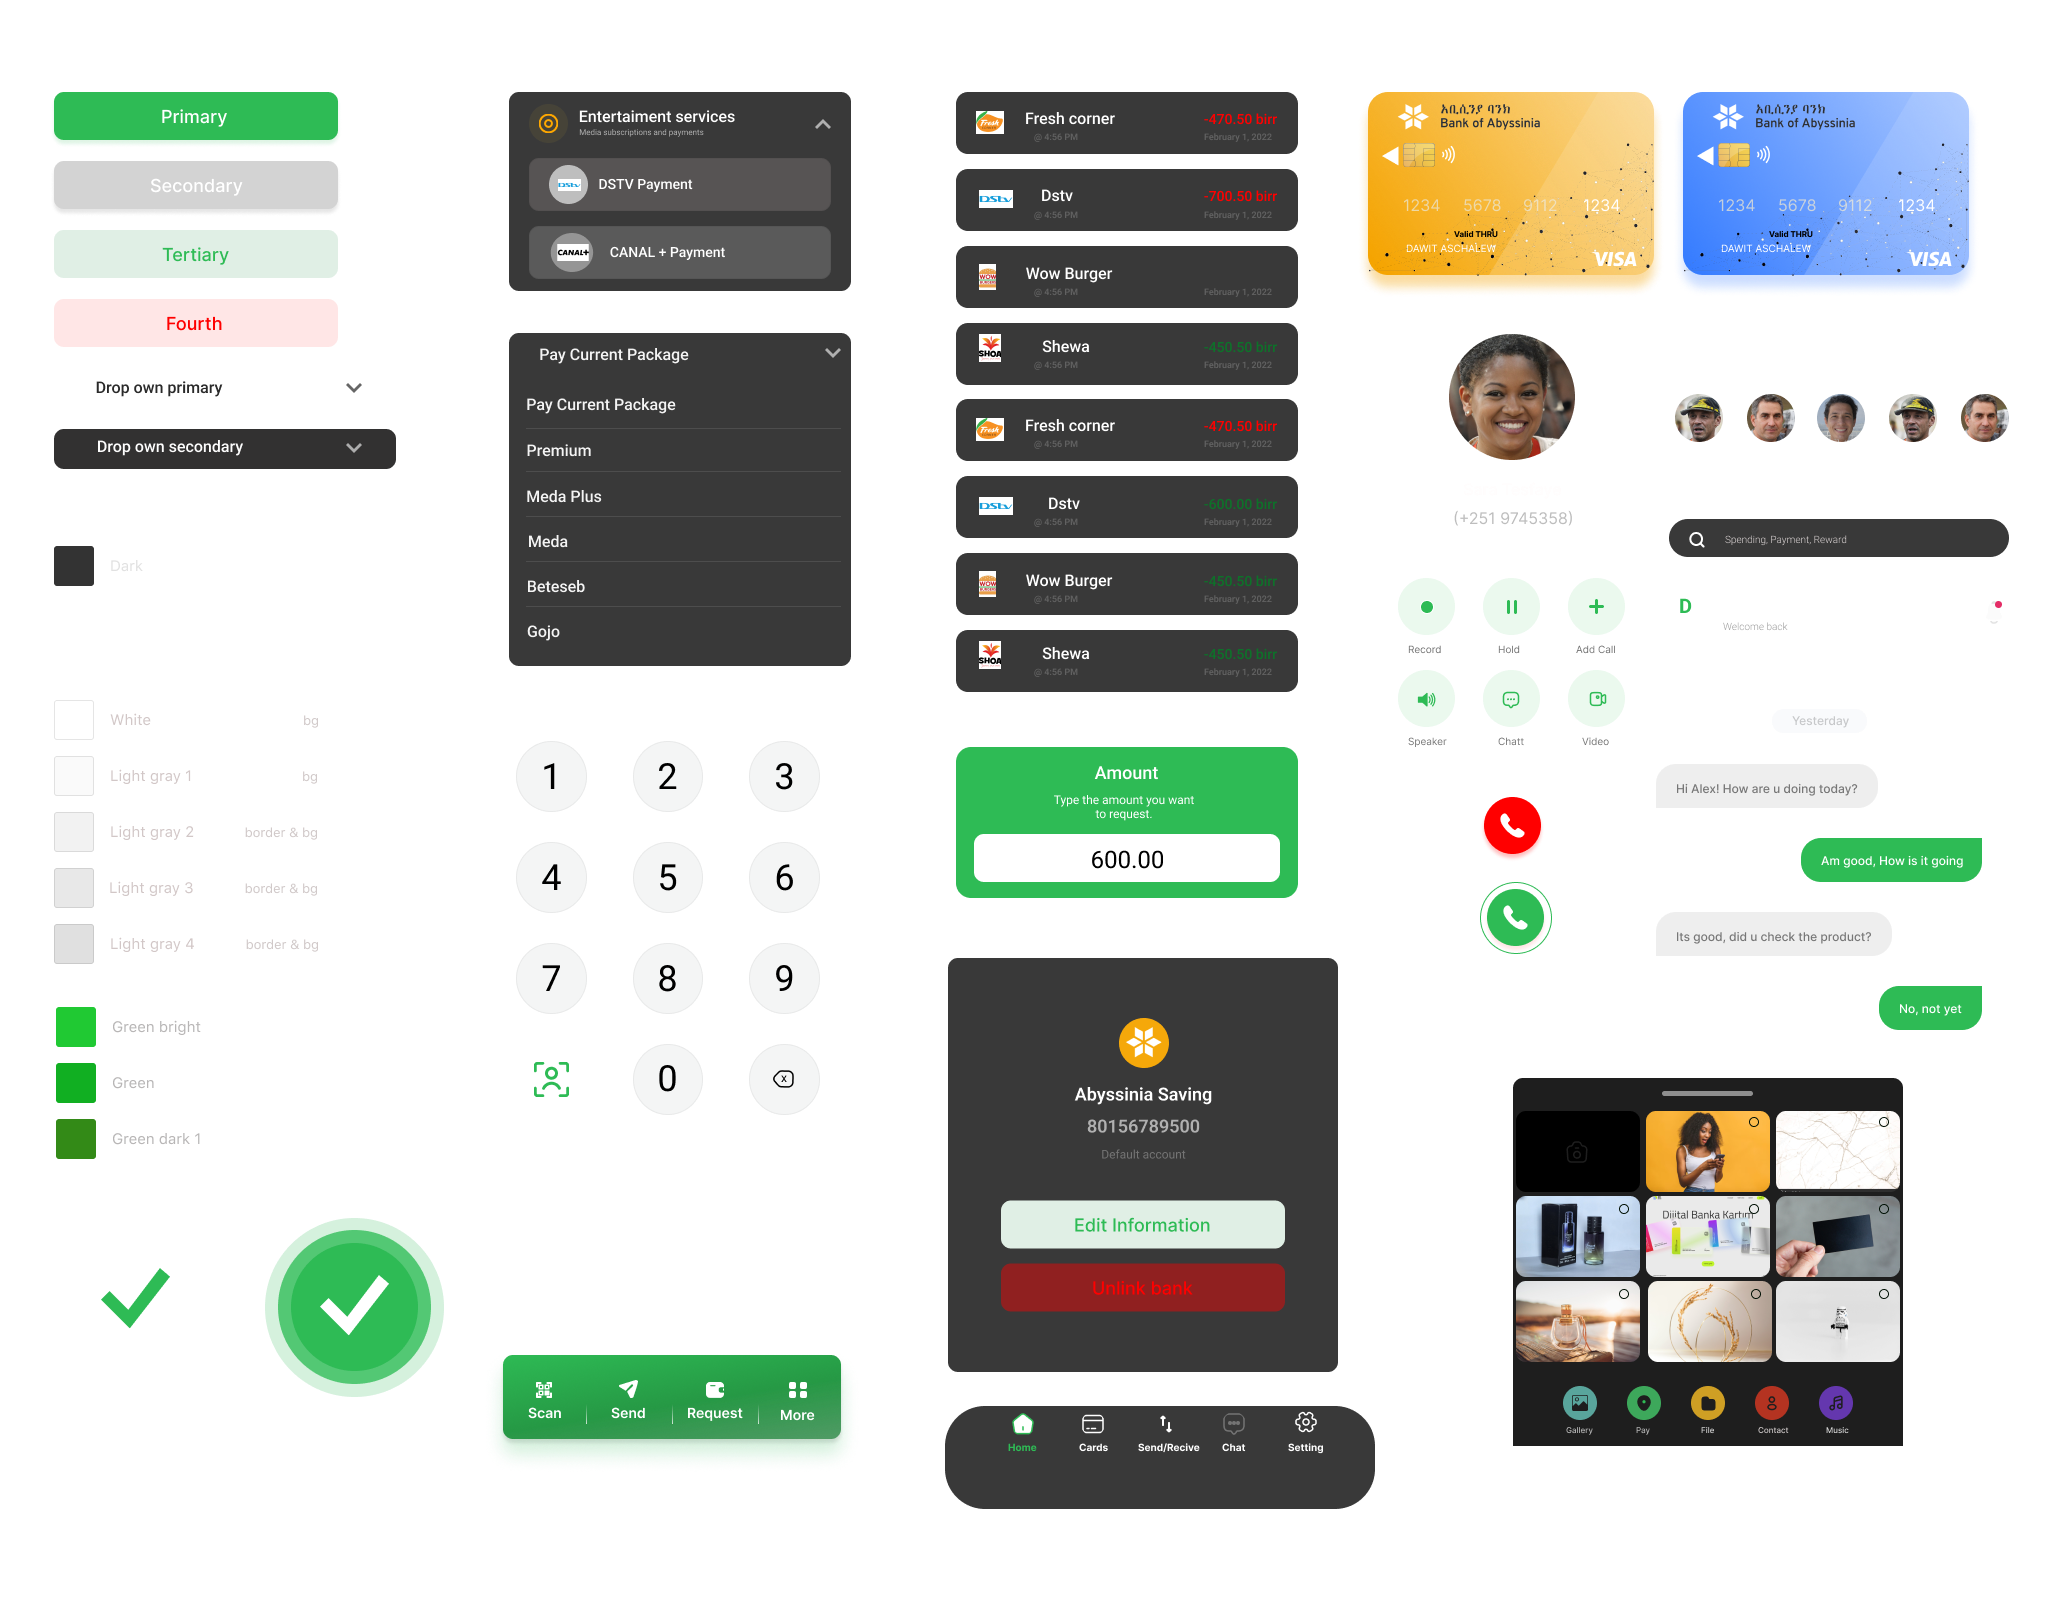 Primary
Secondary
Tertiary
Fourth
Drop own primary
Drop own secondary
Dark
White
bg
Light gray 1
bg
Light gray 2
border & bg
Light gray 3
border & bg
Light gray 4
border & bg
Green bright
Green
Green dark 1
Entertaiment services
Media subscriptions and payments
DStv
DSTV Payment
CANAL+
CANAL + Payment
Pay Current Package
Pay Current Package
Premium
Meda Plus
Meda
Beteseb
Gojo
1
2
3
4
5
6
7
8
9
0
x
Scan
Send
Request
More
Fresh
Fresh corner
-470.50 birr
@ 4:56 PM
February 1, 2022
DStv
Dstv
-700.50 birr
@ 4:56 PM
February 1, 2022
WOW
BURGER
Wow Burger
@ 4:56 PM
February 1, 2022
SHOA
Shewa
-450.50 birr
@ 4:56 PM
February 1, 2022
Fresh
Fresh corner
-470.50 birr
@ 4:56 PM
February 1, 2022
DStv
Dstv
-600.00 birr
@ 4:56 PM
February 1, 2022
WOW
BURGER
Wow Burger
-450.50 birr
@ 4:56 PM
February 1, 2022
SHOA
Shewa
-450.50 birr
@ 4:56 PM
February 1, 2022
Amount
Type the amount you want
to request.
600.00
Abyssinia Saving
80156789500
Default account
Edit Information
Unlink bank
Home
Cards
Send/Recive
Chat
Setting
አቢሲንያ ባንክ
Bank of Abyssinia
1234 5678 9112 1234
Valid THRU
DAWIT ASCHALEW
VISA
አቢሲንያ ባንክ
Bank of Abyssinia
1234 5678 9112 1234
Valid THRU
DAWIT ASCHALEW
VISA
(+251 9745358)
Record
Hold
Add Call
Speaker
Chatt
Video
Spending, Payment, Reward
D
Welcome back
Yesterday
Hi Alex! How are u doing today?
Am good, How is it going
Its good, did u check the product?
No, not yet
Dijital Banka Kartım
Gallery
Pay
File
Contact
Music